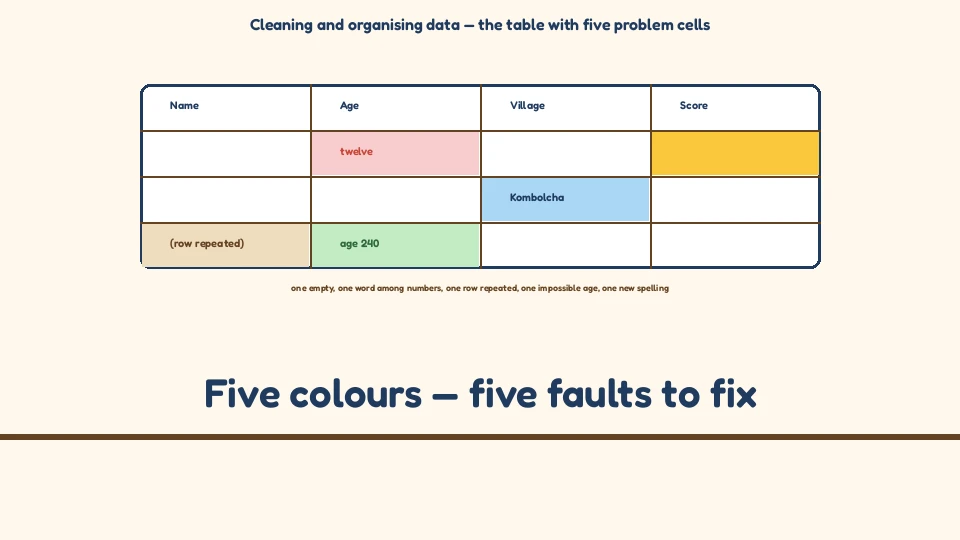 Cleaning and organising data — the table with five problem cells
Name Age Village Score
twelve
Kombolcha
(row repeated) age 240
one empty, one word among numbers, one row repeated, one impossible age, one new spelling
Five colours — five faults to fix